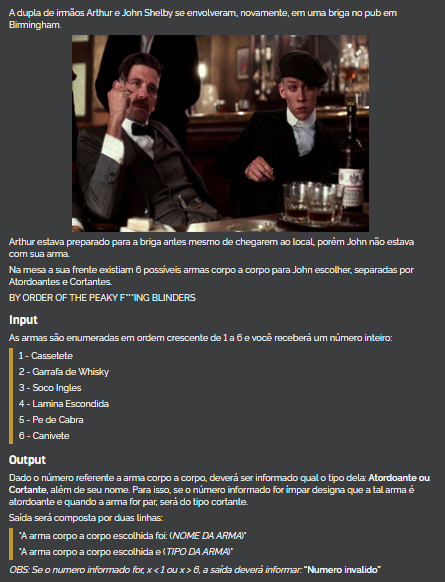 A dupla de irmãos Arthur e John Shelby se envolveram, novamente, em uma briga no pub em
Birmingham.
Arthur estava preparado para a briga antes mesmo de chegarem ao local, porém John não estava
com sua arma.
Na mesa a sua frente existiam 6 possíveis armas corpo a corpo para John escolher, separadas por
Atordoantes e Cortantes.
BY ORDER OF THE PEAKY F***ING BLINDERS
Input
As armas são enumeradas em ordem crescente de 1 a 6 e você receberá um número inteiro:
1 - Cassetete
2 - Garrafa de Whisky
3 - Soco Ingles
4 - Lamina Escondida
5 - Pe de Cabra
6 - Canivete
Output
Dado o número referente a arma corpo a corpo, deverá ser informado qual o tipo dela: Atordoante ou
Cortante, além de seu nome. Para isso, se o número informado for ímpar designa que a tal arma é
atordoante e quando a arma for par, será do tipo cortante.
Saída será composta por duas linhas:
"A arma corpo a corpo escolhida foi: (NOME DA ARMA)"
"A arma corpo a corpo escolhida e (TIPO DA ARMA)"
OBS: Se o numero informado for, x < 1 ou x > 6, a saída deverá informar: "Numero invalido"